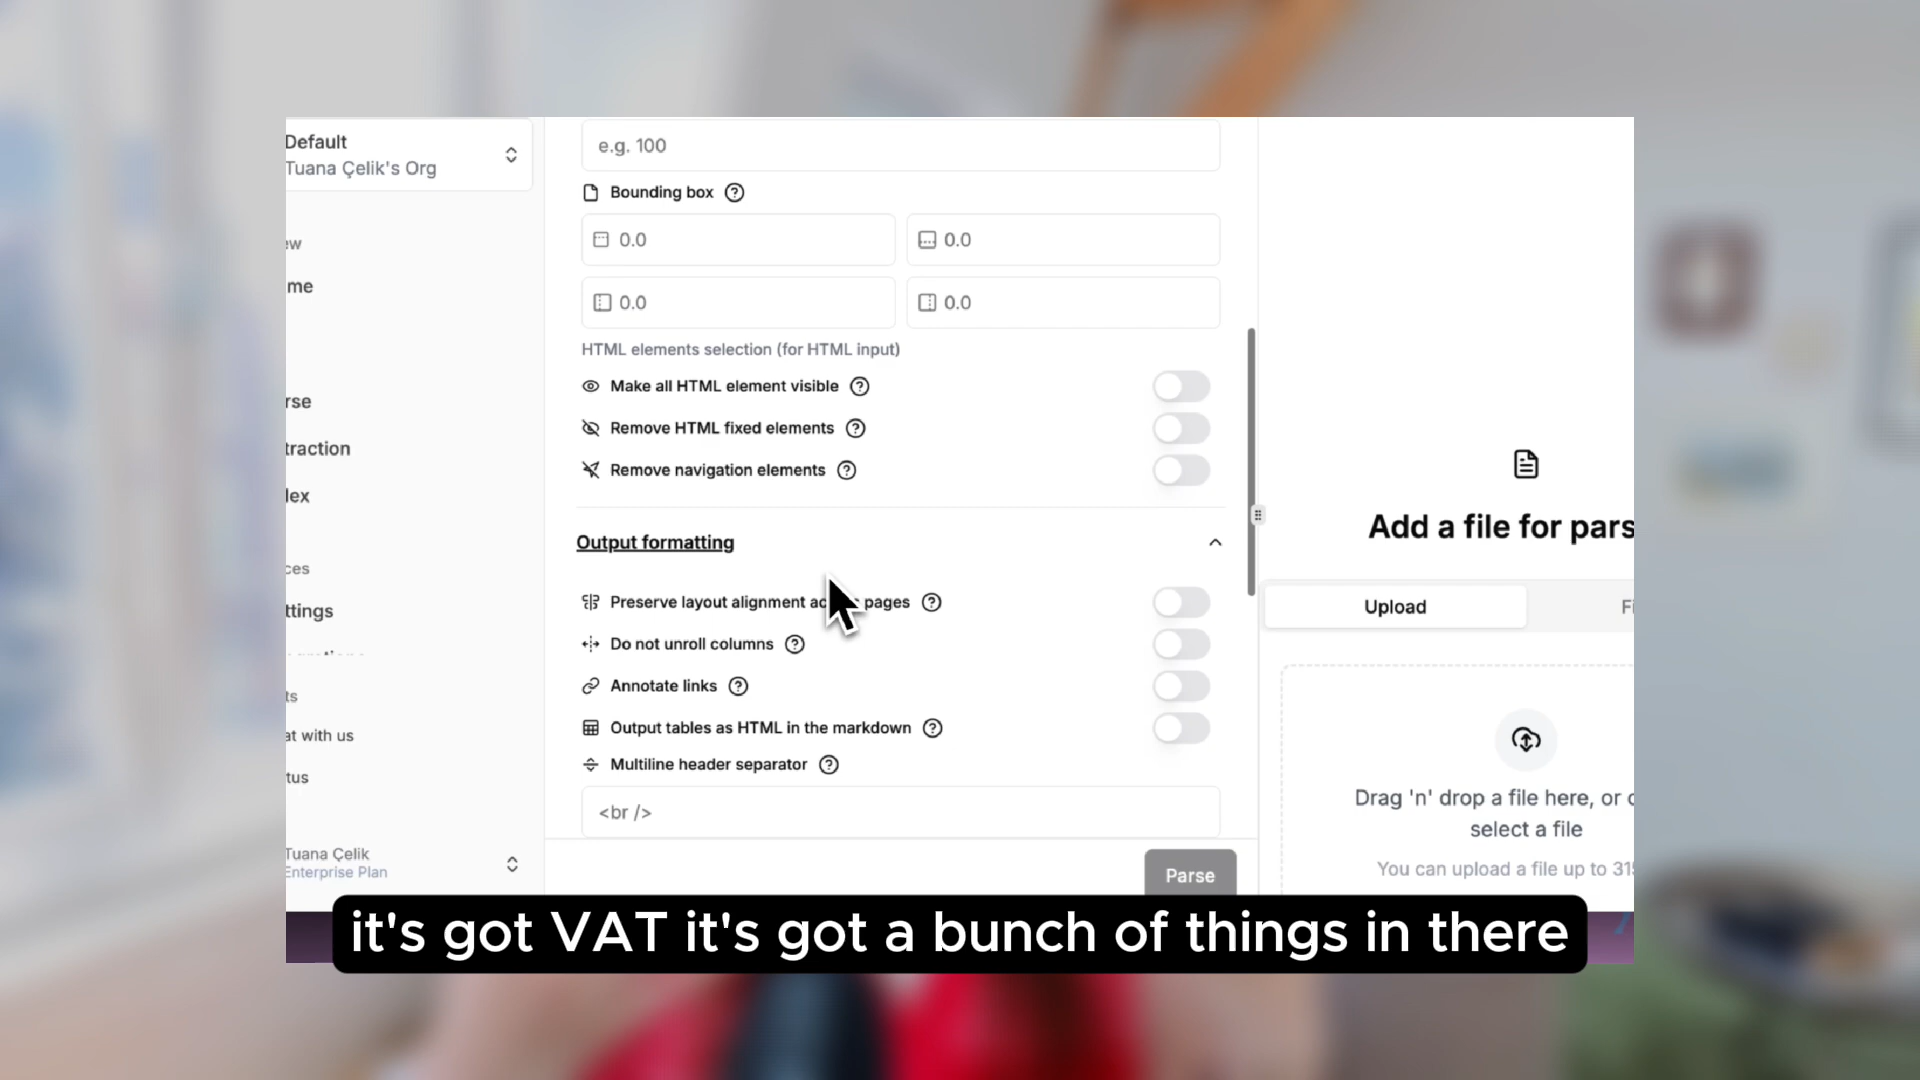 Default
Tuana Çelik's Org
ew
me
rse
traction
lex
ces
ttings
ts
at with us
tus
Tuana Çelik
Enterprise Plan
e.g. 100
Bounding box
0.0
0.0
0.0
0.0
HTML elements selection (for HTML input)
Make all HTML element visible
Remove HTML fixed elements
Remove navigation elements
Output formatting
Preserve layout alignment ac pages
Do not unroll columns
Annotate links
Output tables as HTML in the markdown
Multiline header separator
<br />
Parse
Add a file for pars
Upload
Fi
Drag 'n' drop a file here, or c
select a file
You can upload a file up to 315
it's got VAT it's got a bunch of things in there